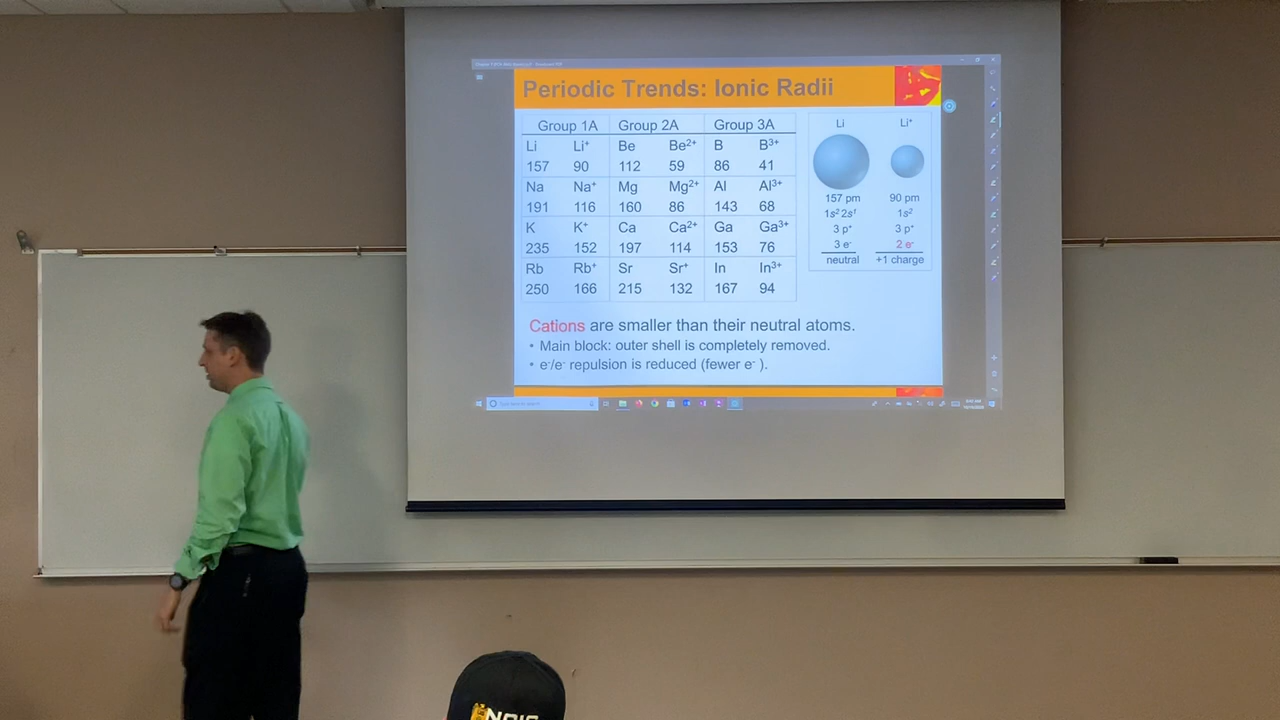 Periodic Trends: Ionic Radii
Group 1A Group 2A Group 3A
Li Li⁺ Be Be²⁺ B B³⁺
157 90 112 59 86 41
Na Na⁺ Mg Mg²⁺ Al Al³⁺
191 116 160 86 143 68
K K⁺ Ca Ca²⁺ Ga Ga³⁺
235 152 197 114 153 76
Rb Rb⁺ Sr Sr⁺ In In³⁺
250 166 215 132 167 94
Li Li⁺
157 pm 90 pm
1s² 2s¹ 1s²
3 p⁺ 3 p⁺
3 e⁻ 2 e⁻
neutral +1 charge
Cations are smaller than their neutral atoms.
• Main block: outer shell is completely removed.
• e⁻/e⁻ repulsion is reduced (fewer e⁻ ).